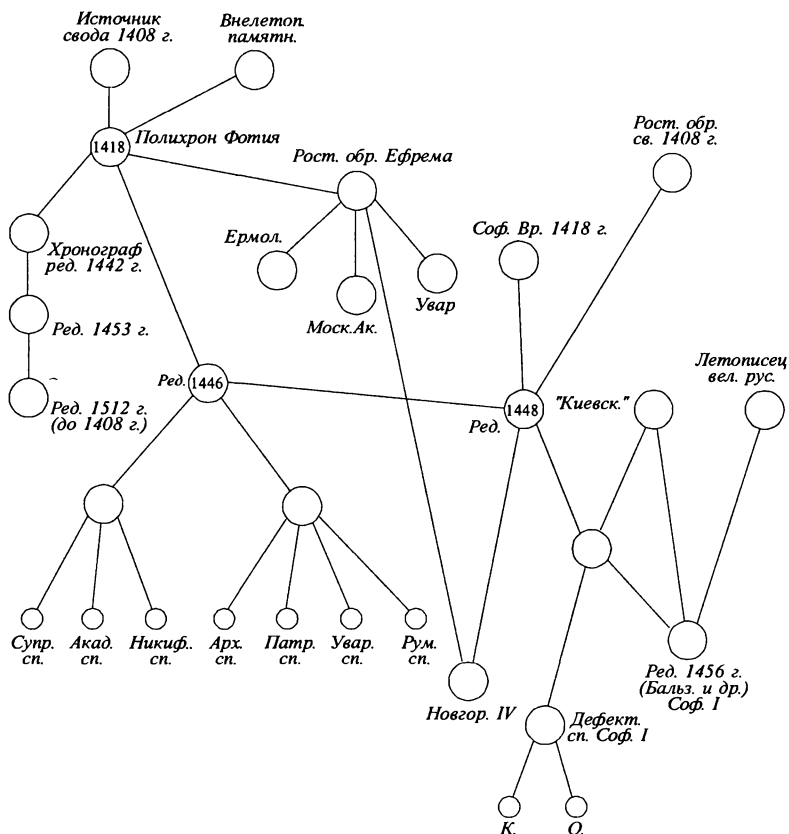 Источник
свода 1408 г.
Внелетоп.
памятн.
1418
Полихрон Фотия
Рост. обр. Ефрема
Рост. обр.
св. 1408 г.
Хронограф
ред. 1442 г.
Ермол.
Моск.Ак.
Увар
Соф. Вр. 1418 г.
Ред. 1453 г.
Ред. 1446
Ред. 1512 г.
(до 1408 г.)
1448
Ред.
"Киевск."
Летописец
вел. рус.
Супр.
сп.
Акад.
сп.
Никиф..
сп.
Арх.
сп.
Патр.
сп.
Увар.
сп.
Рум.
сп.
Новгор. IV
Ред. 1456 г.
(Бальз. и др.)
Соф. I
Дефект.
сп. Соф. I
К.
О.